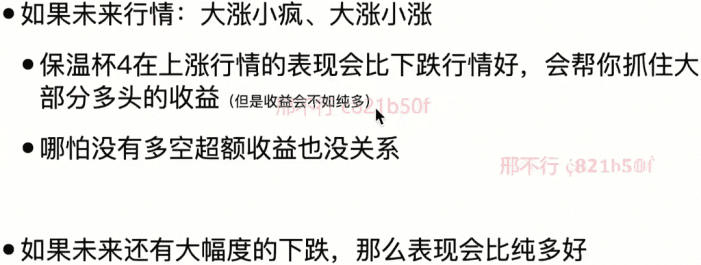 ●如果未来行情：大涨小疯、大涨小涨
●保温杯4在上涨行情的表现会比下跌行情好，会帮你抓住大
部分多头的收益（但是收益会不如纯多）
邢不行 c821b50f
●哪怕没有多空超额收益也没关系
邢不行 c821b50f
●如果未来还有大幅度的下跌，那么表现会比纯多好